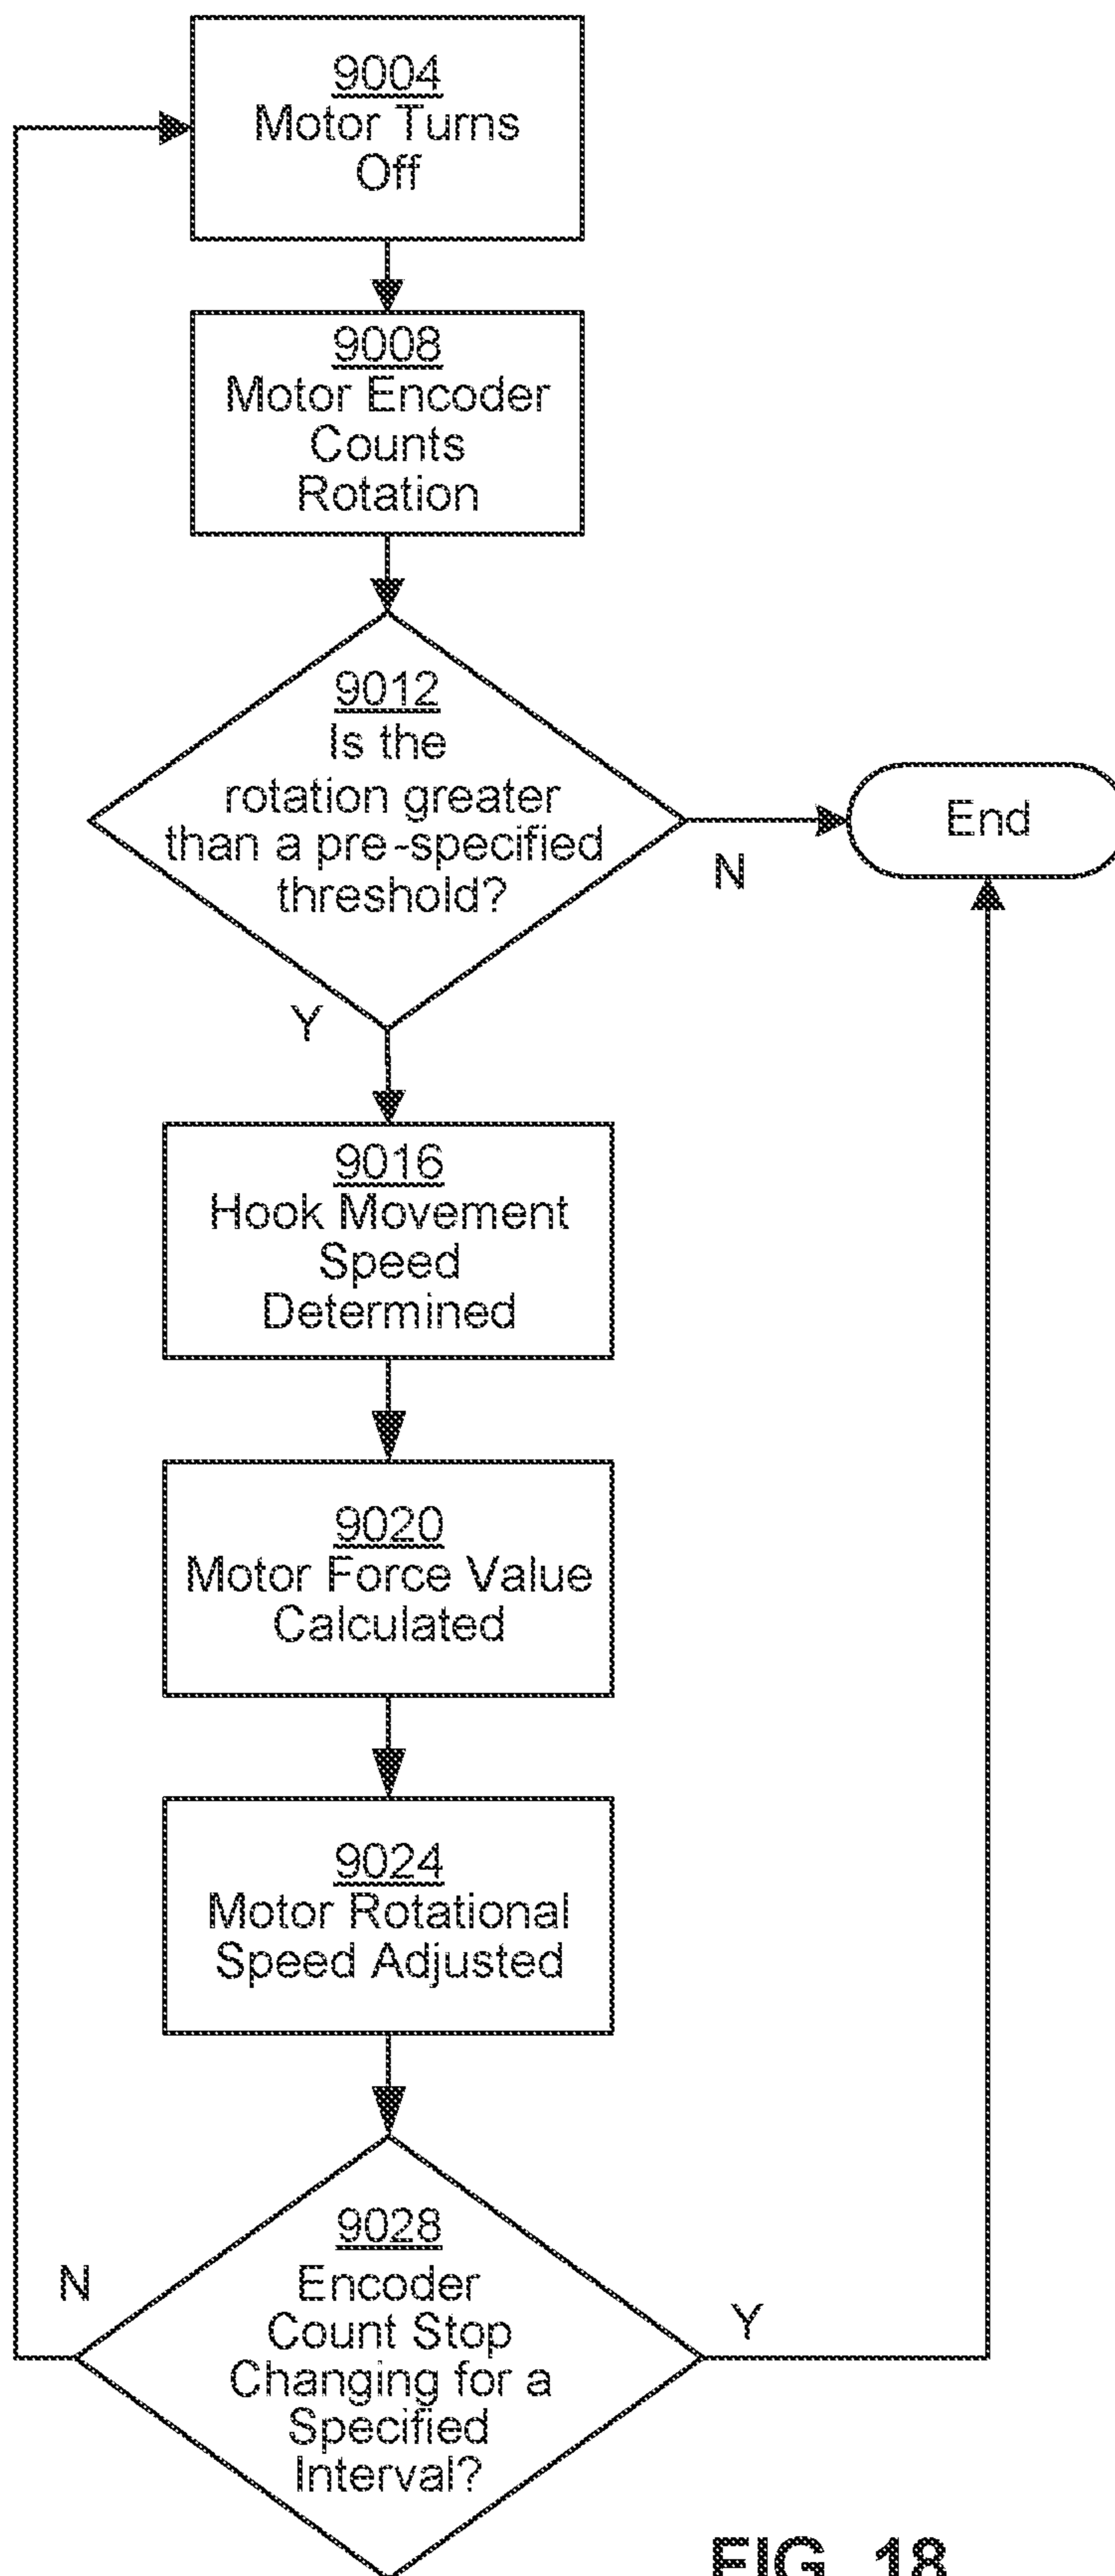 9004
Motor Turns
Off
9008
Motor Encoder
Counts
Rotation
9012
Is the
rotation greater
than a pre-specified
threshold?
N
End
Y
9016
Hook Movement
Speed
Determined
9020
Motor Force Value
Calculated
9024
Motor Rotational
Speed Adjusted
9028
Encoder
Count Stop
Changing for a
Specified
Interval?
N
Y
FIG. 18